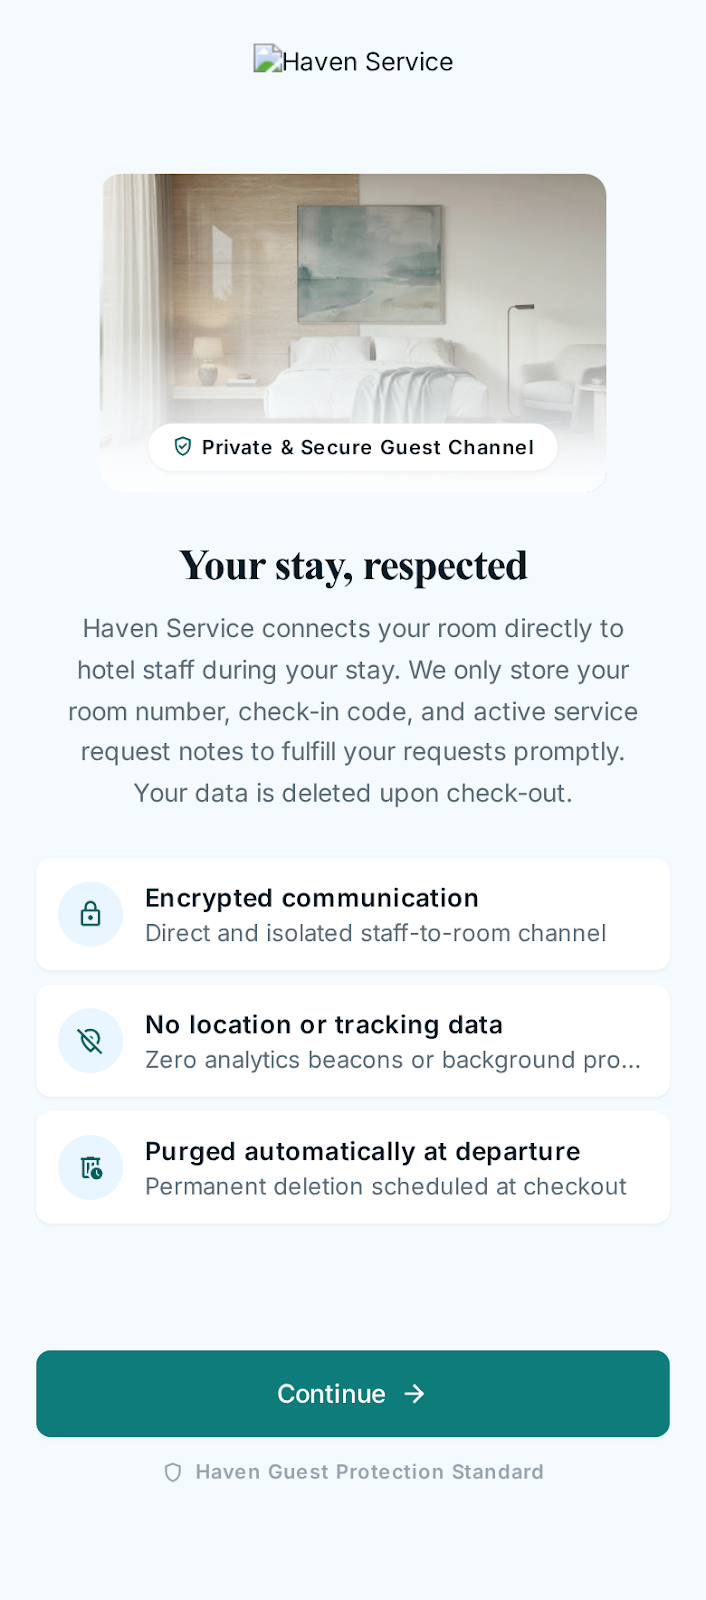 Haven Service
Private & Secure Guest Channel
Your stay, respected
Haven Service connects your room directly to
hotel staff during your stay. We only store your
room number, check-in code, and active service
request notes to fulfill your requests promptly.
Your data is deleted upon check-out.
Encrypted communication
Direct and isolated staff-to-room channel
No location or tracking data
Zero analytics beacons or background pro...
Purged automatically at departure
Permanent deletion scheduled at checkout
Continue
Haven Guest Protection Standard